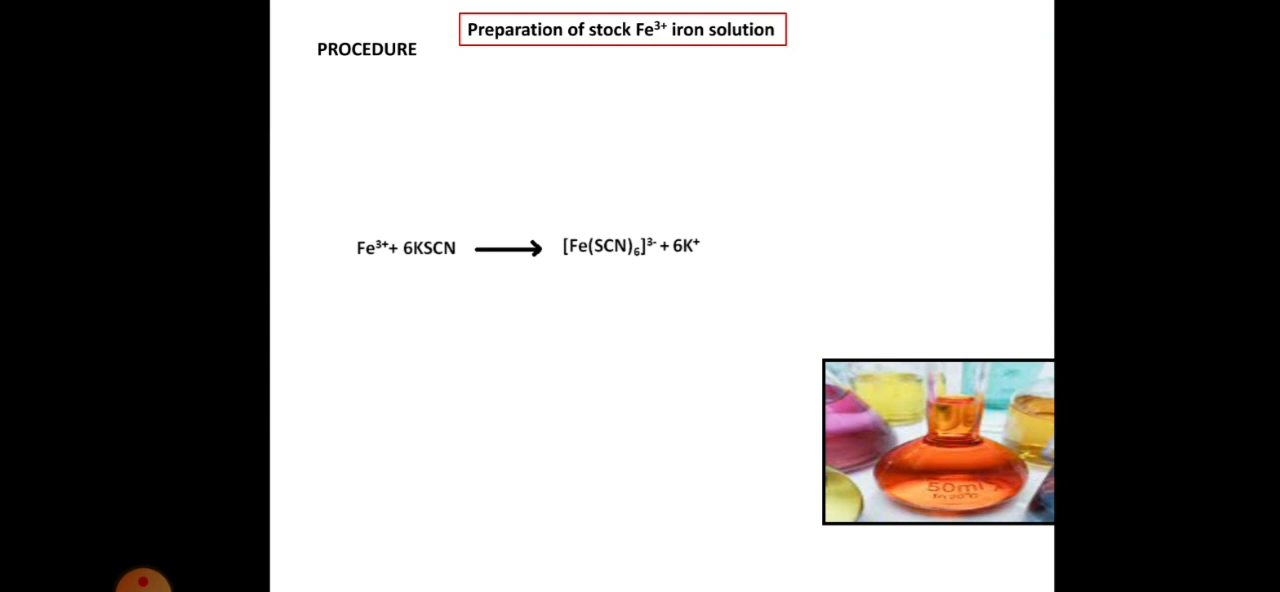 Preparation of stock Fe³⁺ iron solution
PROCEDURE
Fe³⁺+ 6KSCN ⟶ [Fe(SCN)₆]³⁻ + 6K⁺
50ml